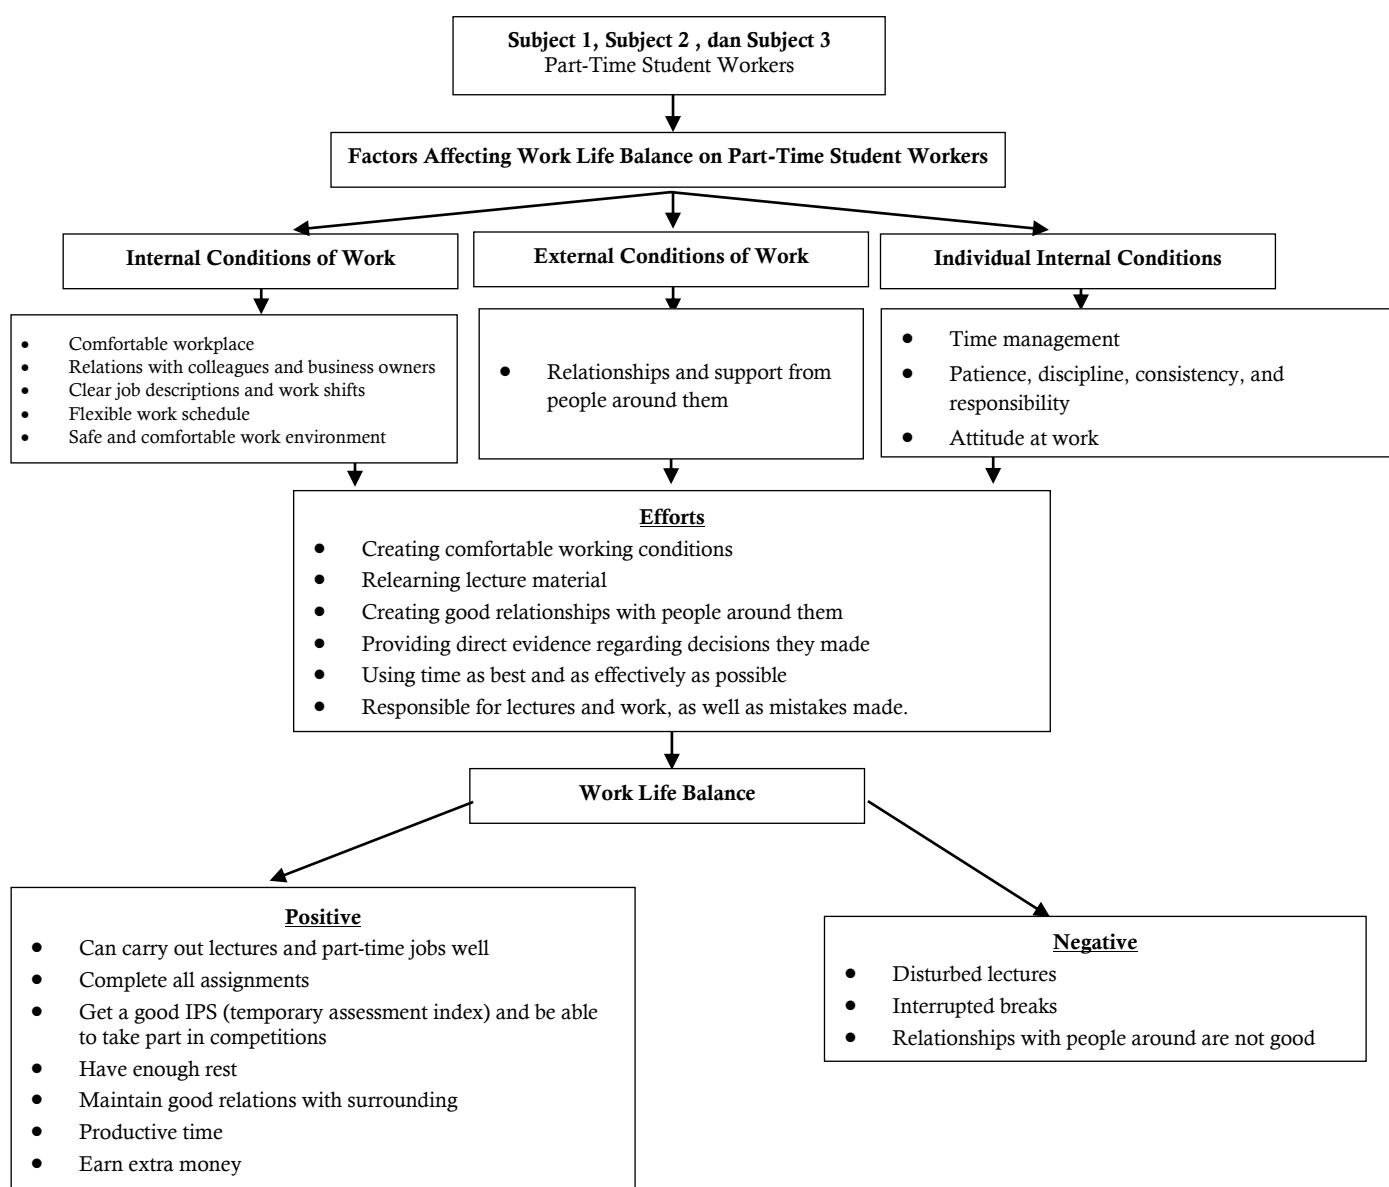 Subject 1, Subject 2 , dan Subject 3
Part-Time Student Workers
Factors Affecting Work Life Balance on Part-Time Student Workers
Internal Conditions of Work
External Conditions of Work
Individual Internal Conditions
• Comfortable workplace
• Relations with colleagues and business owners
• Clear job descriptions and work shifts
• Flexible work schedule
• Safe and comfortable work environment
• Relationships and support from
people around them
• Time management
• Patience, discipline, consistency, and
responsibility
• Attitude at work
Efforts
• Creating comfortable working conditions
• Relearning lecture material
• Creating good relationships with people around them
• Providing direct evidence regarding decisions they made
• Using time as best and as effectively as possible
• Responsible for lectures and work, as well as mistakes made.
Work Life Balance
Positive
• Can carry out lectures and part-time jobs well
• Complete all assignments
• Get a good IPS (temporary assessment index) and be able
to take part in competitions
• Have enough rest
• Maintain good relations with surrounding
• Productive time
• Earn extra money
Negative
• Disturbed lectures
• Interrupted breaks
• Relationships with people around are not good